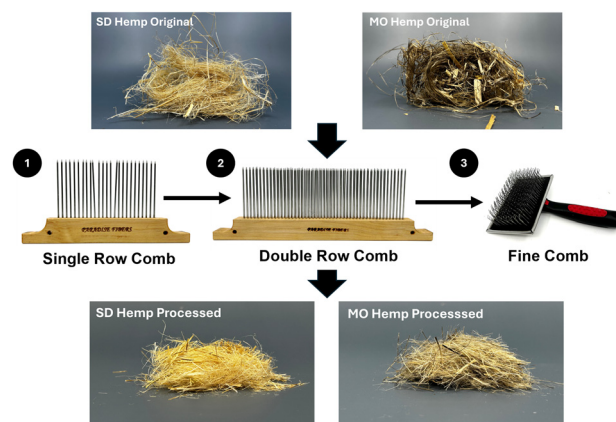 SD Hemp Original
MO Hemp Original
1
2
3
PARADISE FIBERS
PARADISE FIBERS
Single Row Comb
Double Row Comb
Fine Comb
SD Hemp Processed
MO Hemp Processsed